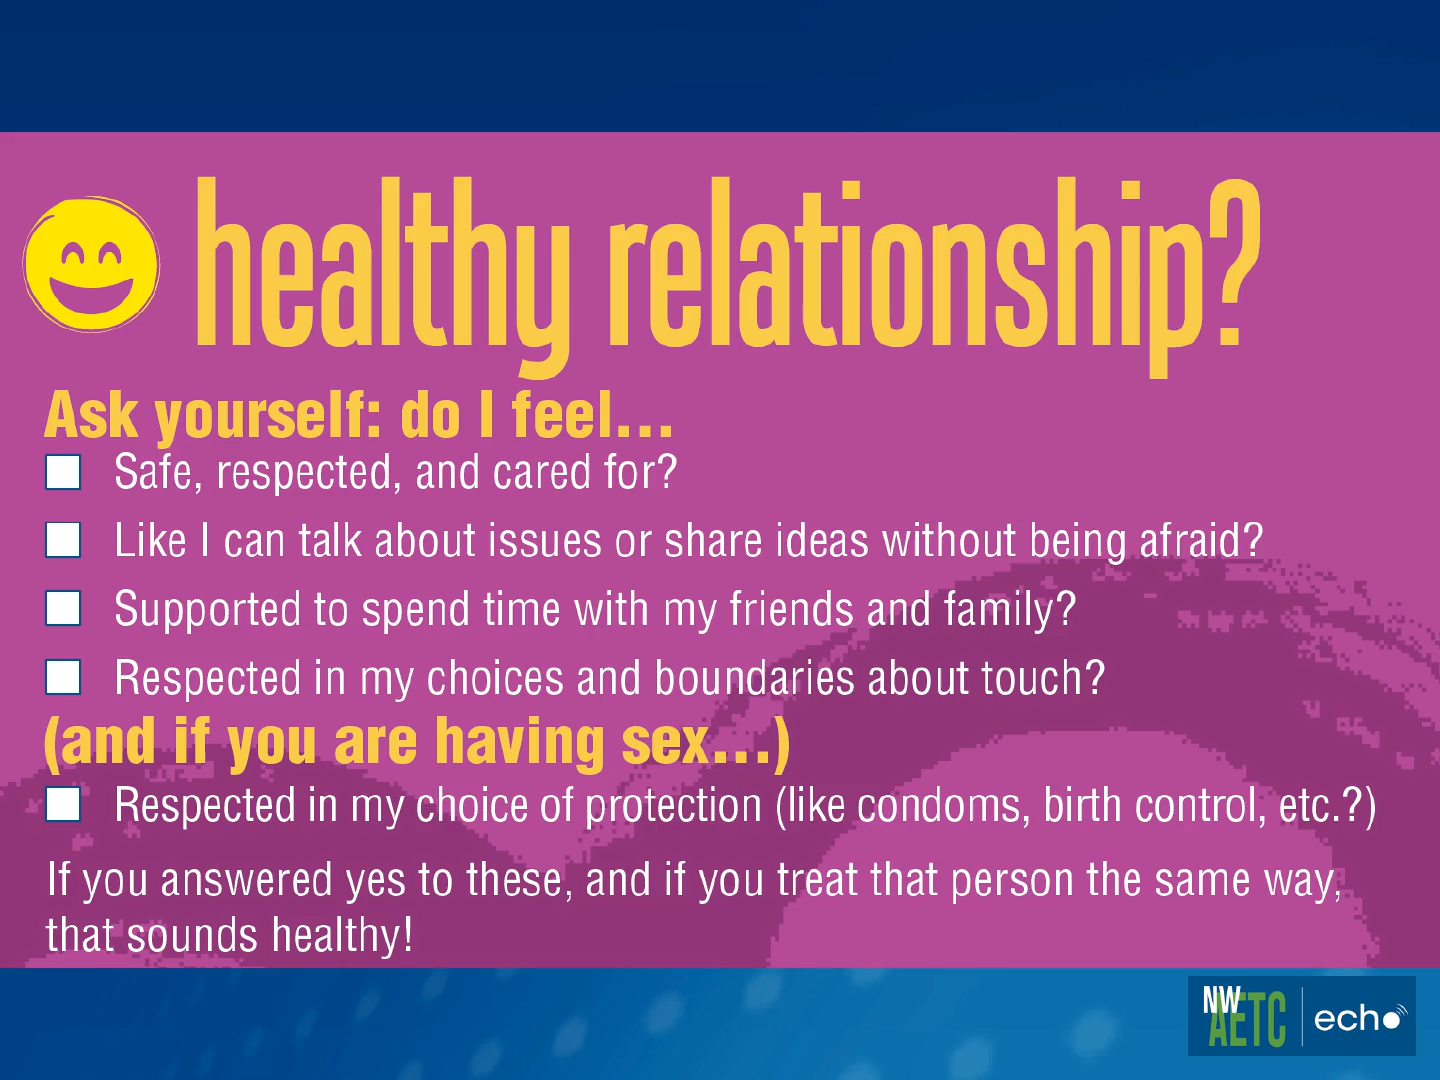 healthy relationship?
Ask yourself: do I feel…
Safe, respected, and cared for?
Like I can talk about issues or share ideas without being afraid?
Supported to spend time with my friends and family?
Respected in my choices and boundaries about touch?
(and if you are having sex…)
Respected in my choice of protection (like condoms, birth control, etc.?)
If you answered yes to these, and if you treat that person the same way,
that sounds healthy!
NW
AETC echo